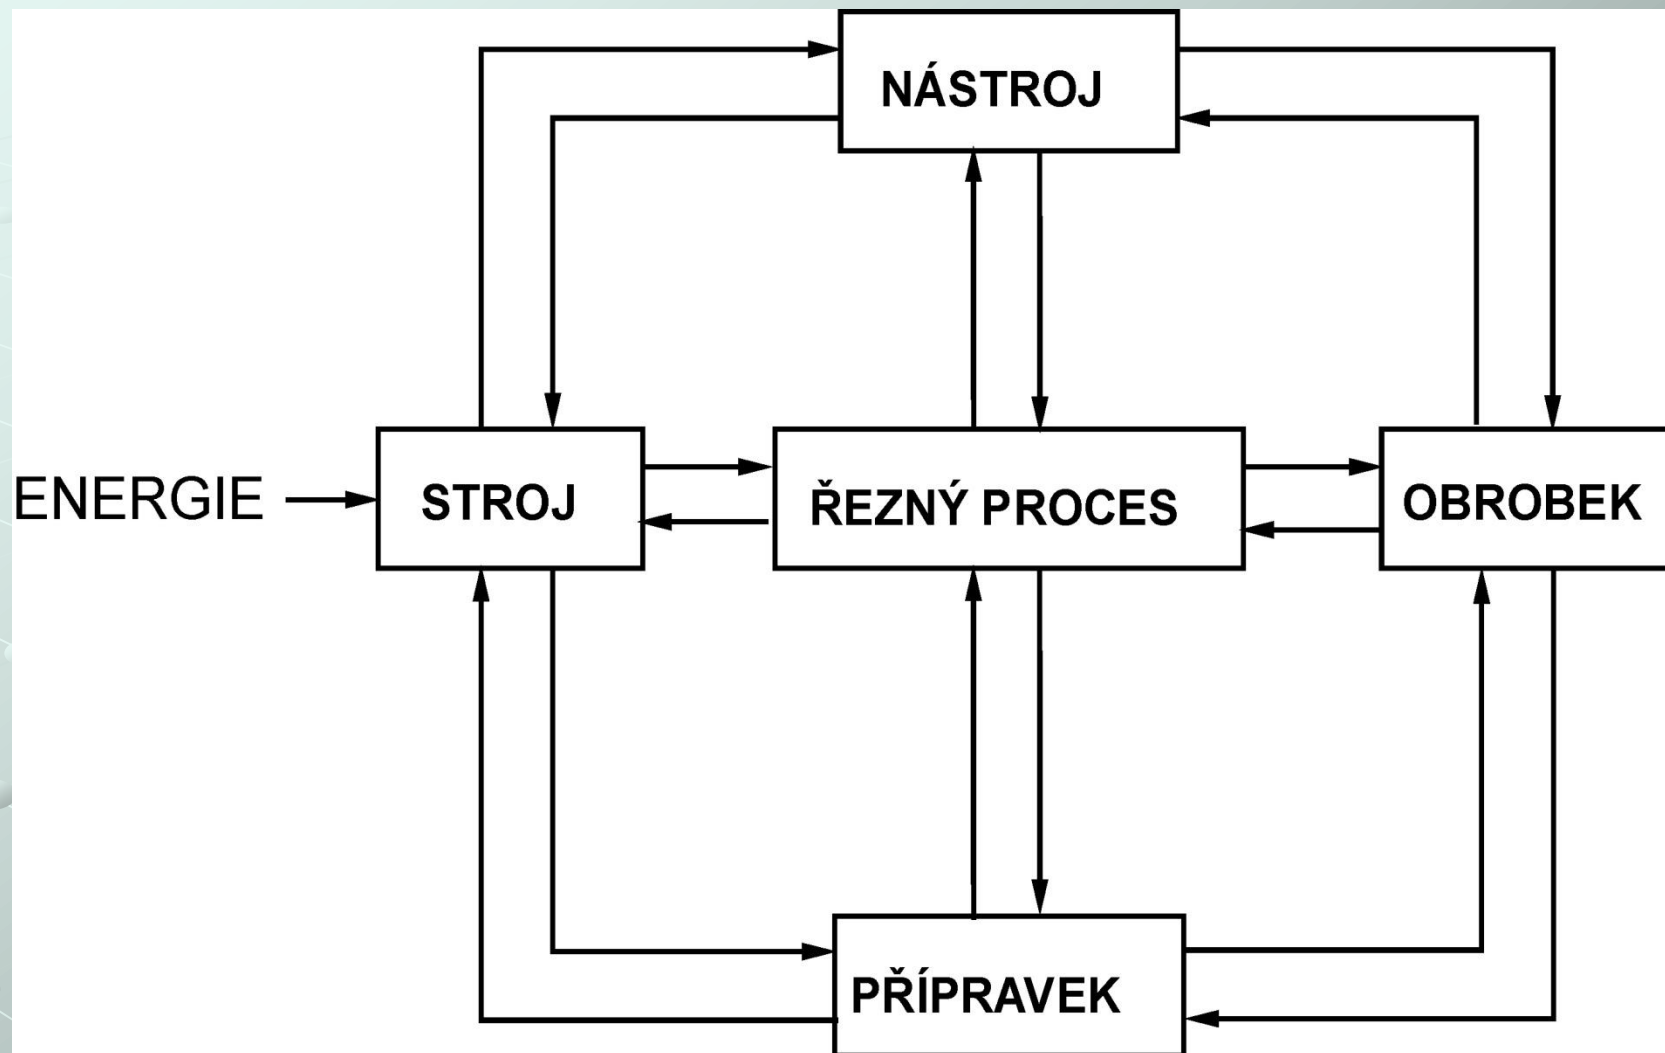 NÁSTROJ
ENERGIE
STROJ
ŘEZNÝ PROCES
OBROBEK
PŘÍPRAVEK